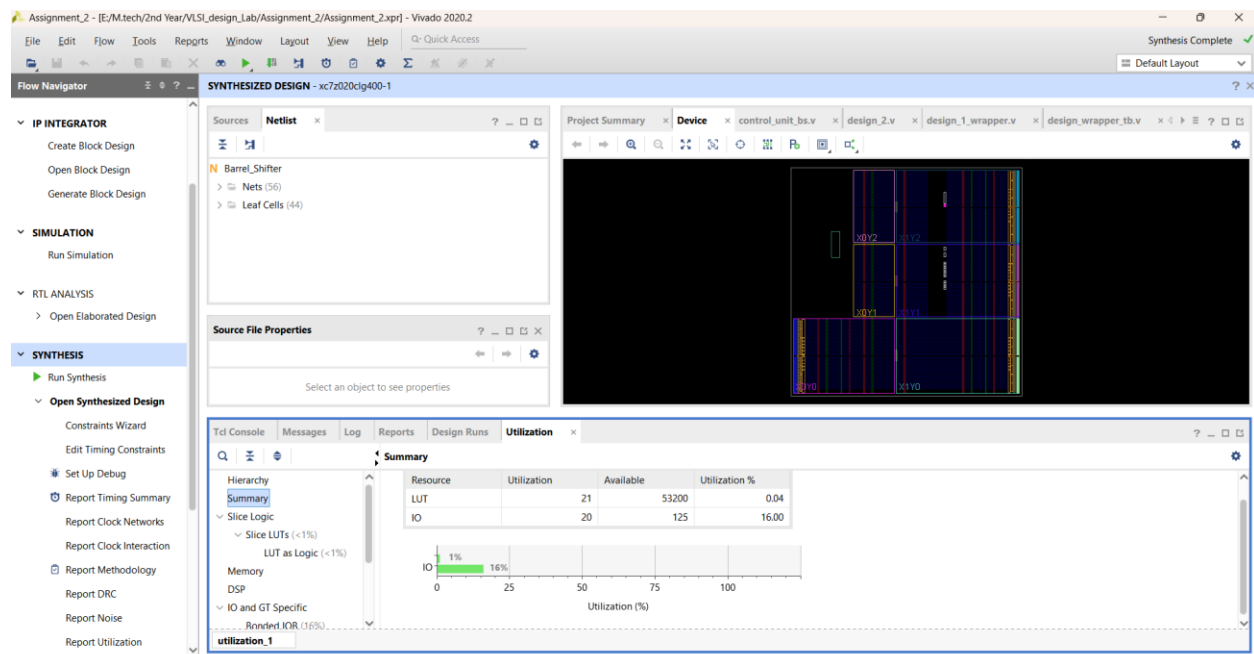 Assignment_2 - [E:/M.tech/2nd Year/VLSI_design_Lab/Assignment_2/Assignment_2.xpr] - Vivado 2020.2
File Edit Flow Tools Reports Window Layout View Help Q- Quick Access
Synthesis Complete
Default Layout
Flow Navigator
SYNTHESIZED DESIGN - xc7z020clg400-1
IP INTEGRATOR
Create Block Design
Open Block Design
Generate Block Design
SIMULATION
Run Simulation
RTL ANALYSIS
Open Elaborated Design
SYNTHESIS
Run Synthesis
Open Synthesized Design
Constraints Wizard
Edit Timing Constraints
Set Up Debug
Report Timing Summary
Report Clock Networks
Report Clock Interaction
Report Methodology
Report DRC
Report Noise
Report Utilization
Sources Netlist
N Barrel_Shifter
Nets (56)
Leaf Cells (44)
Source File Properties
Select an object to see properties
Project Summary Device control_unit_bs.v design_2.v design_1_wrapper.v design_wrapper_tb.v
X0Y2 X1Y2
X0Y1 X1Y1
X0Y0 X1Y0
Tcl Console Messages Log Reports Design Runs Utilization
Summary
Hierarchy
Summary
Slice Logic
Slice LUTs (<1%)
LUT as Logic (<1%)
Memory
DSP
IO and GT Specific
Bonded IOB (16%)
Resource Utilization Available Utilization %
LUT 21 53200 0.04
IO 20 125 16.00
1%
IO 16%
0 25 50 75 100
Utilization (%)
utilization_1